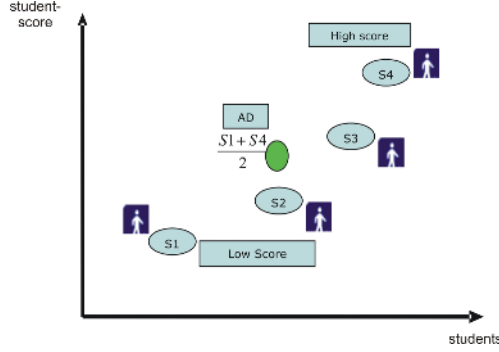 student-
score
High score
S4
AD
S1 + S4
2
S3
S2
S1
Low Score
students